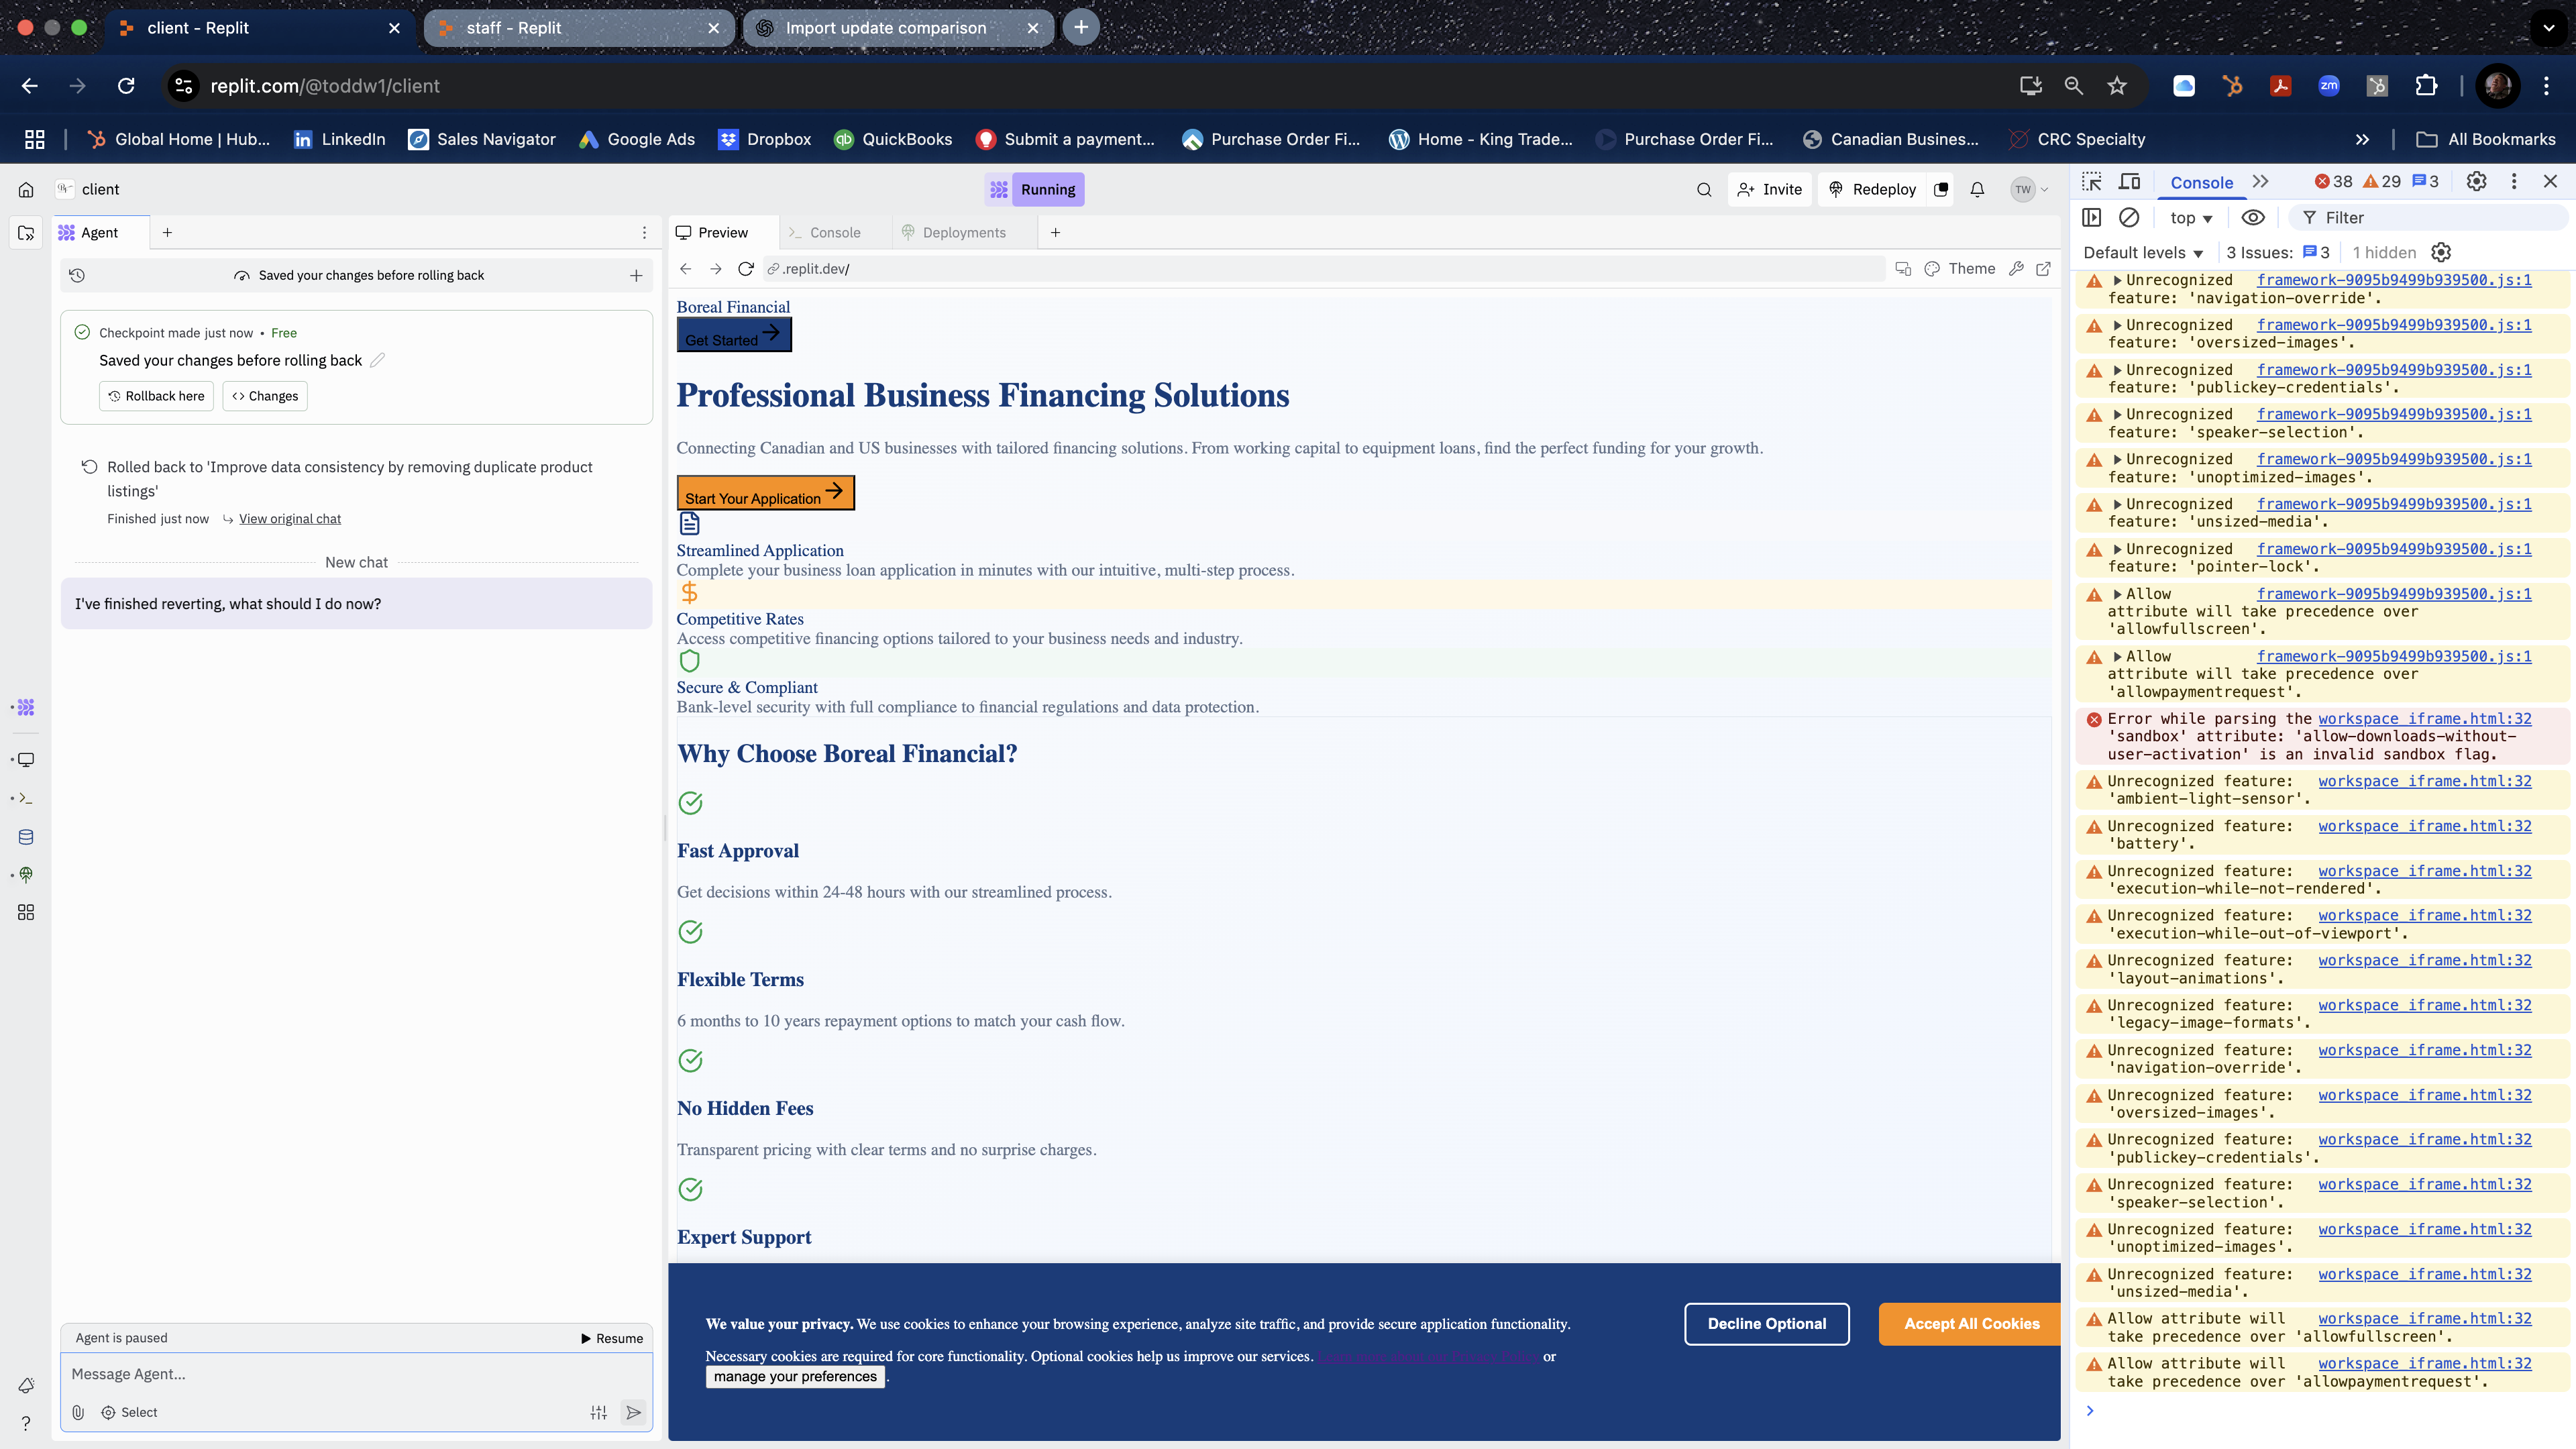 client - Replit
staff - Replit
Import update comparison
replit.com/@toddw1/client
zm
Global Home | Hub...
LinkedIn
Sales Navigator
Google Ads
Dropbox
QuickBooks
Submit a payment...
Purchase Order Fi...
Home - King Trade...
Purchase Order Fi...
Canadian Busines...
CRC Specialty
All Bookmarks
client
Running
Invite
Redeploy
TW
Agent
Saved your changes before rolling back
Checkpoint made just now • Free
Saved your changes before rolling back
Rollback here
Changes
Rolled back to 'Improve data consistency by removing duplicate product
listings'
Finished just now
View original chat
New chat
I've finished reverting, what should I do now?
Agent is paused
Resume
Message Agent...
Select
Preview
Console
Deployments
.replit.dev/
Theme
Boreal Financial
Get Started
Professional Business Financing Solutions
Connecting Canadian and US businesses with tailored financing solutions. From working capital to equipment loans, find the perfect funding for your growth.
Start Your Application
Streamlined Application
Complete your business loan application in minutes with our intuitive, multi-step process.
Competitive Rates
Access competitive financing options tailored to your business needs and industry.
Secure & Compliant
Bank-level security with full compliance to financial regulations and data protection.
Why Choose Boreal Financial?
Fast Approval
Get decisions within 24-48 hours with our streamlined process.
Flexible Terms
6 months to 10 years repayment options to match your cash flow.
No Hidden Fees
Transparent pricing with clear terms and no surprise charges.
Expert Support
We value your privacy. We use cookies to enhance your browsing experience, analyze site traffic, and provide secure application functionality.
Necessary cookies are required for core functionality. Optional cookies help us improve our services. or
manage your preferences.
Decline Optional
Accept All Cookies
Console
38
29
3
top
Filter
Default levels
3 Issues: 3
1 hidden
Unrecognized framework-9095b9499b939500.js:1
feature: 'navigation-override'.
Unrecognized framework-9095b9499b939500.js:1
feature: 'oversized-images'.
Unrecognized framework-9095b9499b939500.js:1
feature: 'publickey-credentials'.
Unrecognized framework-9095b9499b939500.js:1
feature: 'speaker-selection'.
Unrecognized framework-9095b9499b939500.js:1
feature: 'unoptimized-images'.
Unrecognized framework-9095b9499b939500.js:1
feature: 'unsized-media'.
Unrecognized framework-9095b9499b939500.js:1
feature: 'pointer-lock'.
Allow framework-9095b9499b939500.js:1
attribute will take precedence over
'allowfullscreen'.
Allow framework-9095b9499b939500.js:1
attribute will take precedence over
'allowpaymentrequest'.
Error while parsing the workspace_iframe.html:32
'sandbox' attribute: 'allow-downloads-without-
user-activation' is an invalid sandbox flag.
Unrecognized feature: workspace_iframe.html:32
'ambient-light-sensor'.
Unrecognized feature: workspace_iframe.html:32
'battery'.
Unrecognized feature: workspace_iframe.html:32
'execution-while-not-rendered'.
Unrecognized feature: workspace_iframe.html:32
'execution-while-out-of-viewport'.
Unrecognized feature: workspace_iframe.html:32
'layout-animations'.
Unrecognized feature: workspace_iframe.html:32
'legacy-image-formats'.
Unrecognized feature: workspace_iframe.html:32
'navigation-override'.
Unrecognized feature: workspace_iframe.html:32
'oversized-images'.
Unrecognized feature: workspace_iframe.html:32
'publickey-credentials'.
Unrecognized feature: workspace_iframe.html:32
'speaker-selection'.
Unrecognized feature: workspace_iframe.html:32
'unoptimized-images'.
Unrecognized feature: workspace_iframe.html:32
'unsized-media'.
Allow attribute will workspace_iframe.html:32
take precedence over 'allowfullscreen'.
Allow attribute will workspace_iframe.html:32
take precedence over 'allowpaymentrequest'.